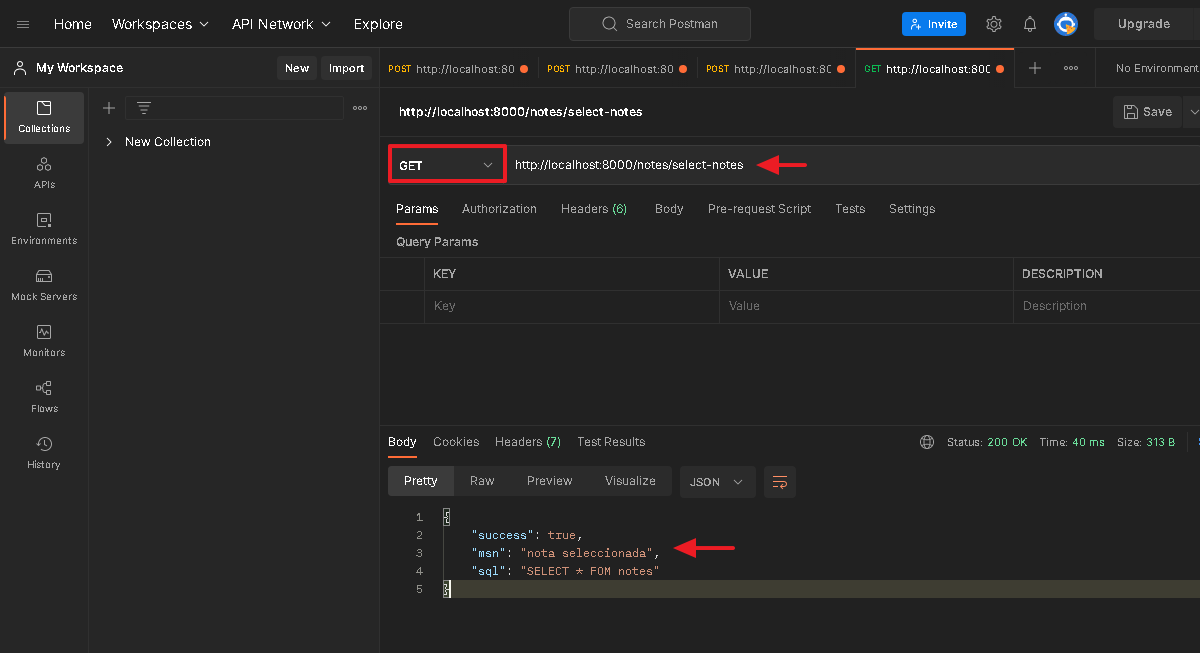 Home Workspaces API Network Explore Search Postman Invite Upgrade
My Workspace New Import
POST http://localhost:80 POST http://localhost:80 POST http://localhost:80 GET http://localhost:800 No Environment
http://localhost:8000/notes/select-notes Save
GET http://localhost:8000/notes/select-notes
Collections
APIs
Environments
Mock Servers
Monitors
Flows
History
New Collection
Params Authorization Headers (6) Body Pre-request Script Tests Settings
Query Params
KEY VALUE DESCRIPTION
Key Value Description
Body Cookies Headers (7) Test Results Status: 200 OK Time: 40 ms Size: 313 B
Pretty Raw Preview Visualize JSON
1 {
2 "success": true,
3 "msn": "nota seleccionada",
4 "sql": "SELECT * FOM notes"
5 }